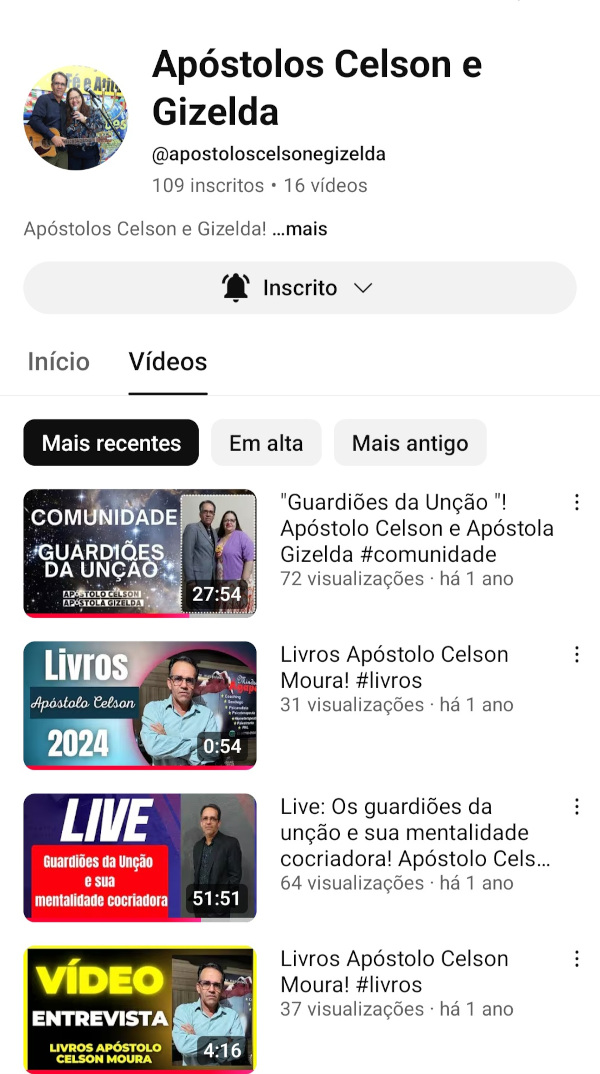 Fé e
Apóstolos Celson e
Gizelda
@apostoloscelsonegizelda
109 inscritos • 16 vídeos
Apóstolos Celson e Gizelda! ...mais
Inscrito
Início
Vídeos
Mais recentes
Em alta
Mais antigo
COMUNIDADE
GUARDIÕES
DA UNÇÃO
APÓSTOLO CELSON
APÓSTOLA GIZELDA
27:54
"Guardiões da Unção "!
Apóstolo Celson e Apóstola
Gizelda #comunidade
72 visualizações · há 1 ano
Livros
Apóstolo Celson
2024
0:54
Livros Apóstolo Celson
Moura! #livros
31 visualizações · há 1 ano
LIVE
Guardiões da Unção
e sua
mentalidade cocriadora
51:51
Live: Os guardiões da
unção e sua mentalidade
cocriadora! Apóstolo Cels...
64 visualizações · há 1 ano
VÍDEO
ENTREVISTA
LIVROS APÓSTOLO
CELSON MOURA
4:16
Livros Apóstolo Celson
Moura! #livros
37 visualizações · há 1 ano